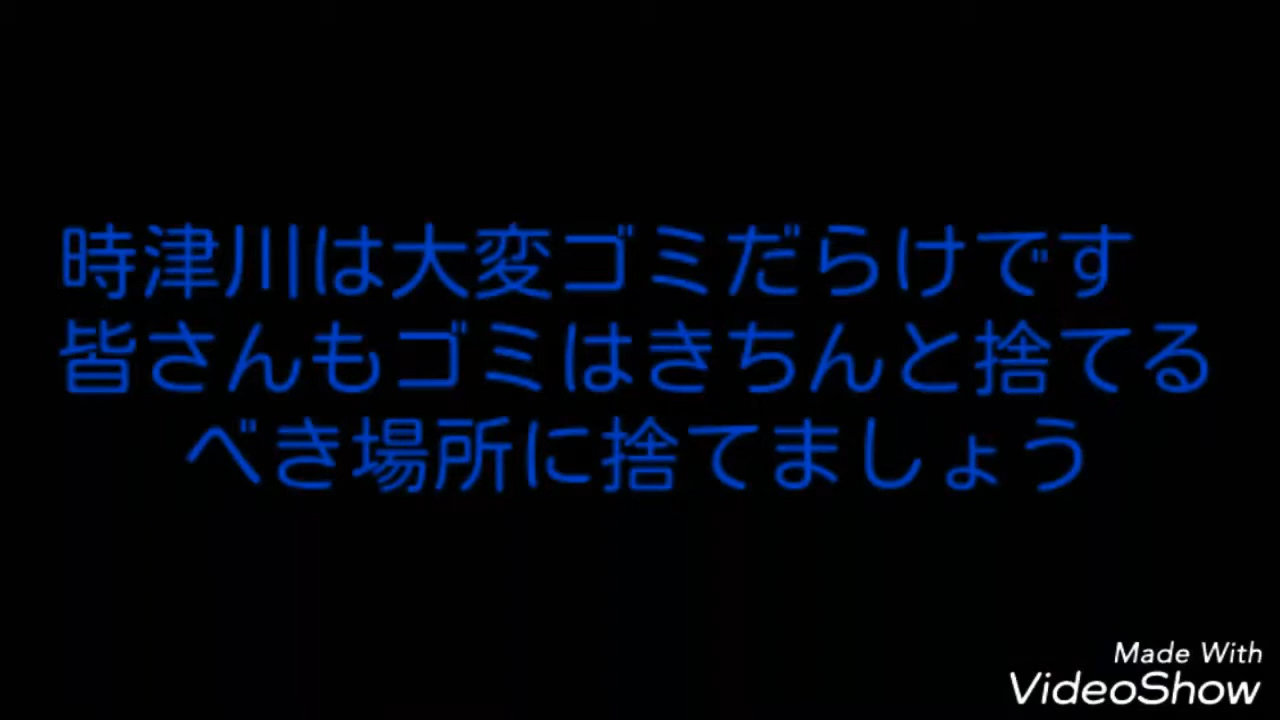 時津川は大変ゴミだらけです
皆さんもゴミはきちんと捨てる
べき場所に捨てましょう
Made With
VideoShow